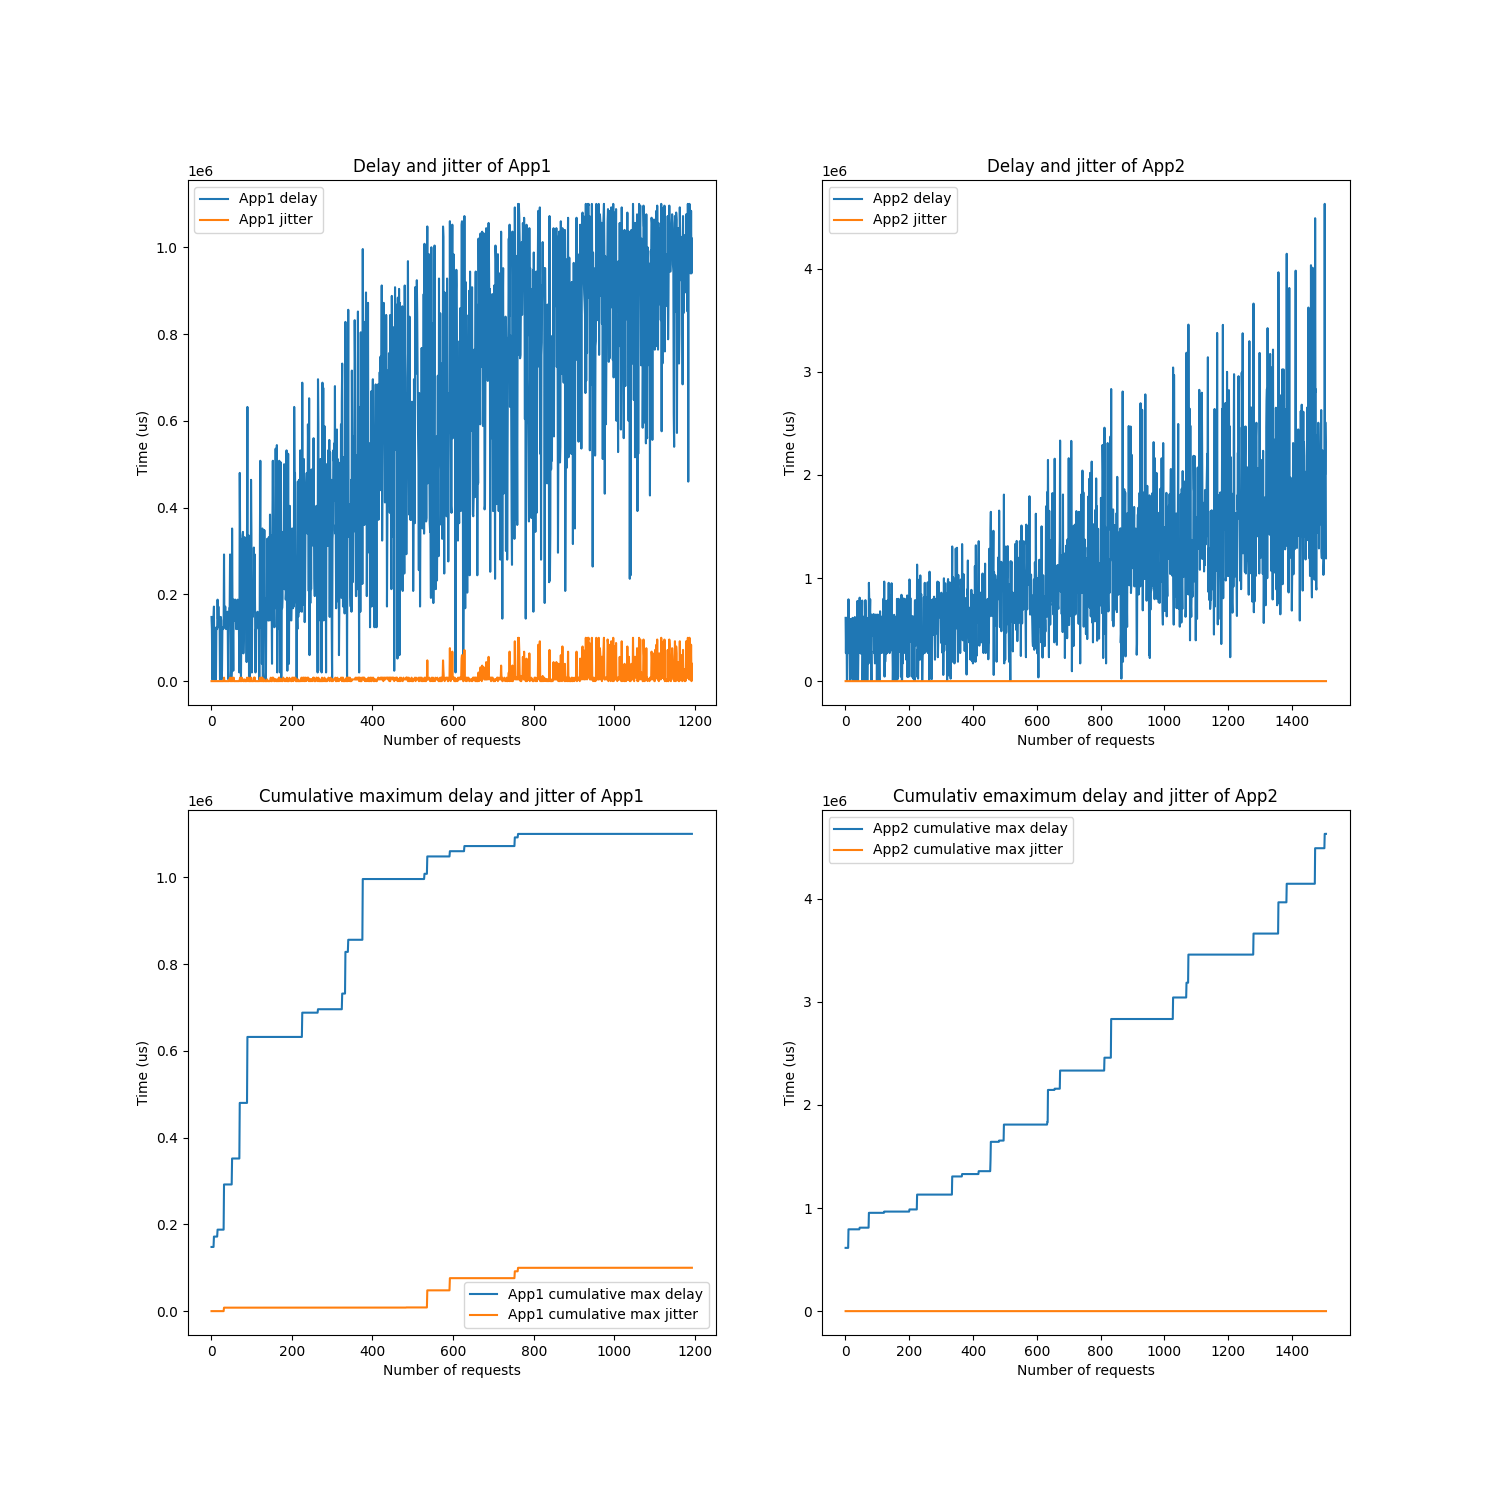 Delay and jitter of App1
1e6
App1 delay
App1 jitter
1.0
0.8
0.6
0.4
0.2
0.0
Time (us)
0 200 400 600 800 1000 1200
Number of requests
Delay and jitter of App2
1e6
App2 delay
App2 jitter
4
3
2
1
0
Time (us)
0 200 400 600 800 1000 1200 1400
Number of requests
Cumulative maximum delay and jitter of App1
1e6
1.0
0.8
0.6
0.4
0.2
0.0
Time (us)
App1 cumulative max delay
App1 cumulative max jitter
0 200 400 600 800 1000 1200
Number of requests
Cumulativ emaximum delay and jitter of App2
1e6
App2 cumulative max delay
App2 cumulative max jitter
4
3
2
1
0
Time (us)
0 200 400 600 800 1000 1200 1400
Number of requests